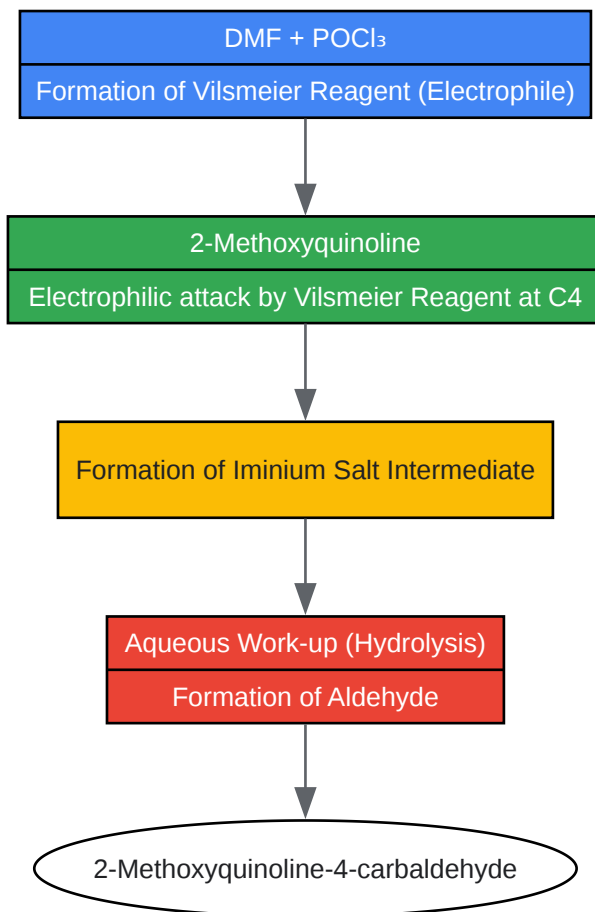 DMF + POCl₃
Formation of Vilsmeier Reagent (Electrophile)
2-Methoxyquinoline
Electrophilic attack by Vilsmeier Reagent at C4
Formation of Iminium Salt Intermediate
Aqueous Work-up (Hydrolysis)
Formation of Aldehyde
2-Methoxyquinoline-4-carbaldehyde